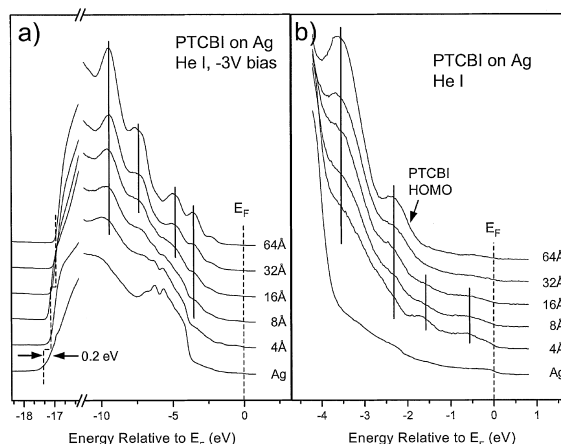 a)
PTCBI on Ag
He I, -3V bias
E_F
64Å
32Å
16Å
8Å
4Å
Ag
0.2 eV
-18 -17 -10 -5 0
Energy Relative to E_F (eV)
b)
PTCBI on Ag
He I
PTCBI
HOMO
E_F
64Å
32Å
16Å
8Å
4Å
Ag
-4 -3 -2 -1 0 1
Energy Relative to E_F (eV)